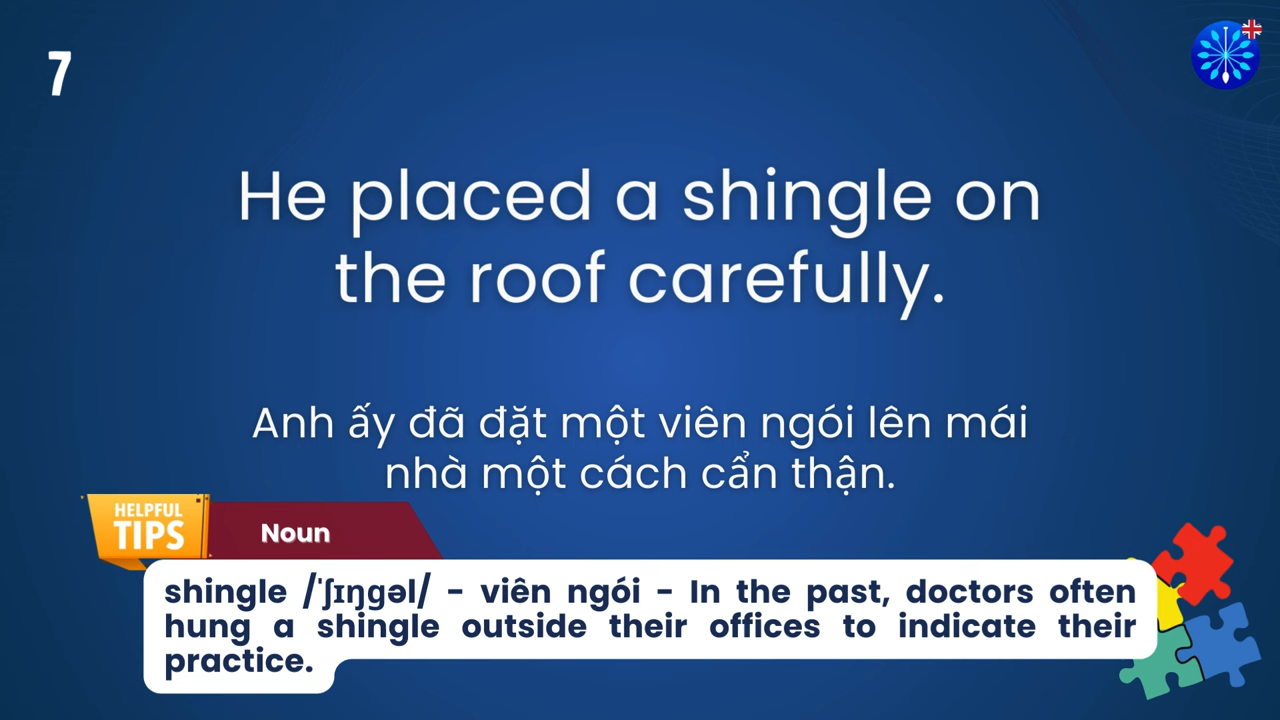 7
He placed a shingle on
the roof carefully.
Anh ấy đã đặt một viên ngói lên mái
nhà một cách cẩn thận.
HELPFUL
TIPS
Noun
shingle /ˈʃɪŋɡəl/ - viên ngói - In the past, doctors often
hung a shingle outside their offices to indicate their
practice.